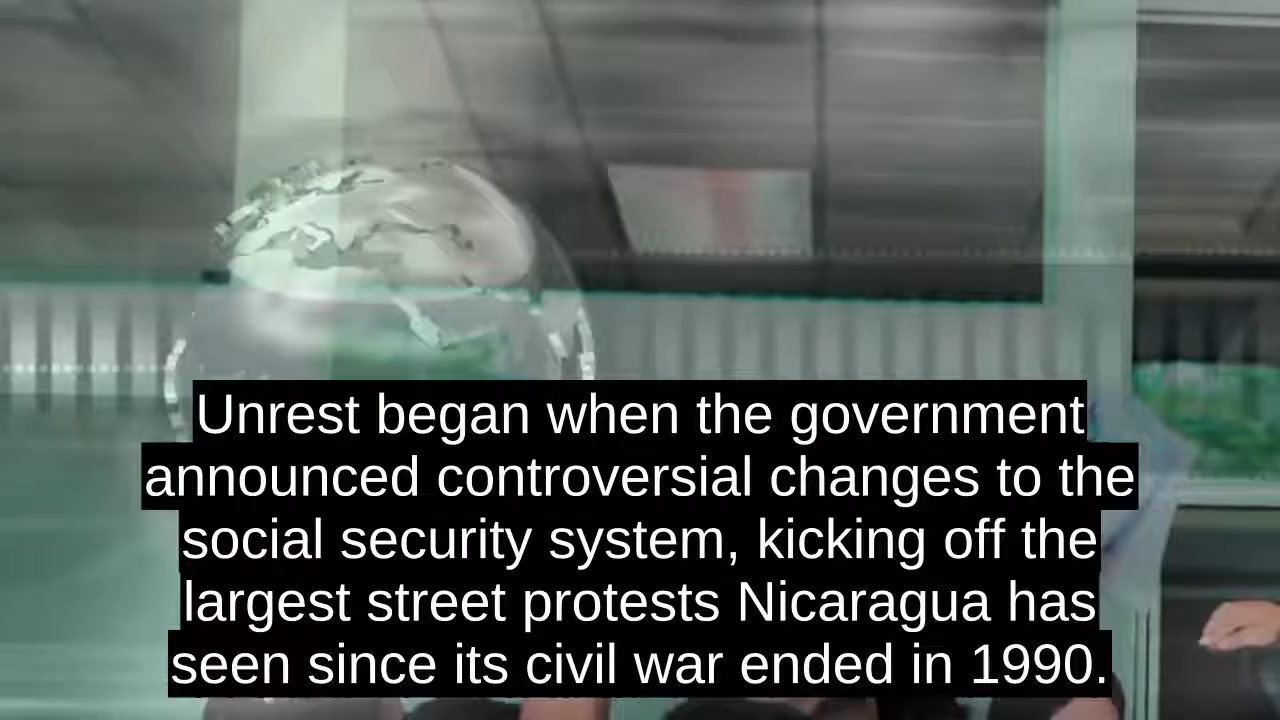 Unrest began when the government
announced controversial changes to the
social security system, kicking off the
largest street protests Nicaragua has
seen since its civil war ended in 1990.